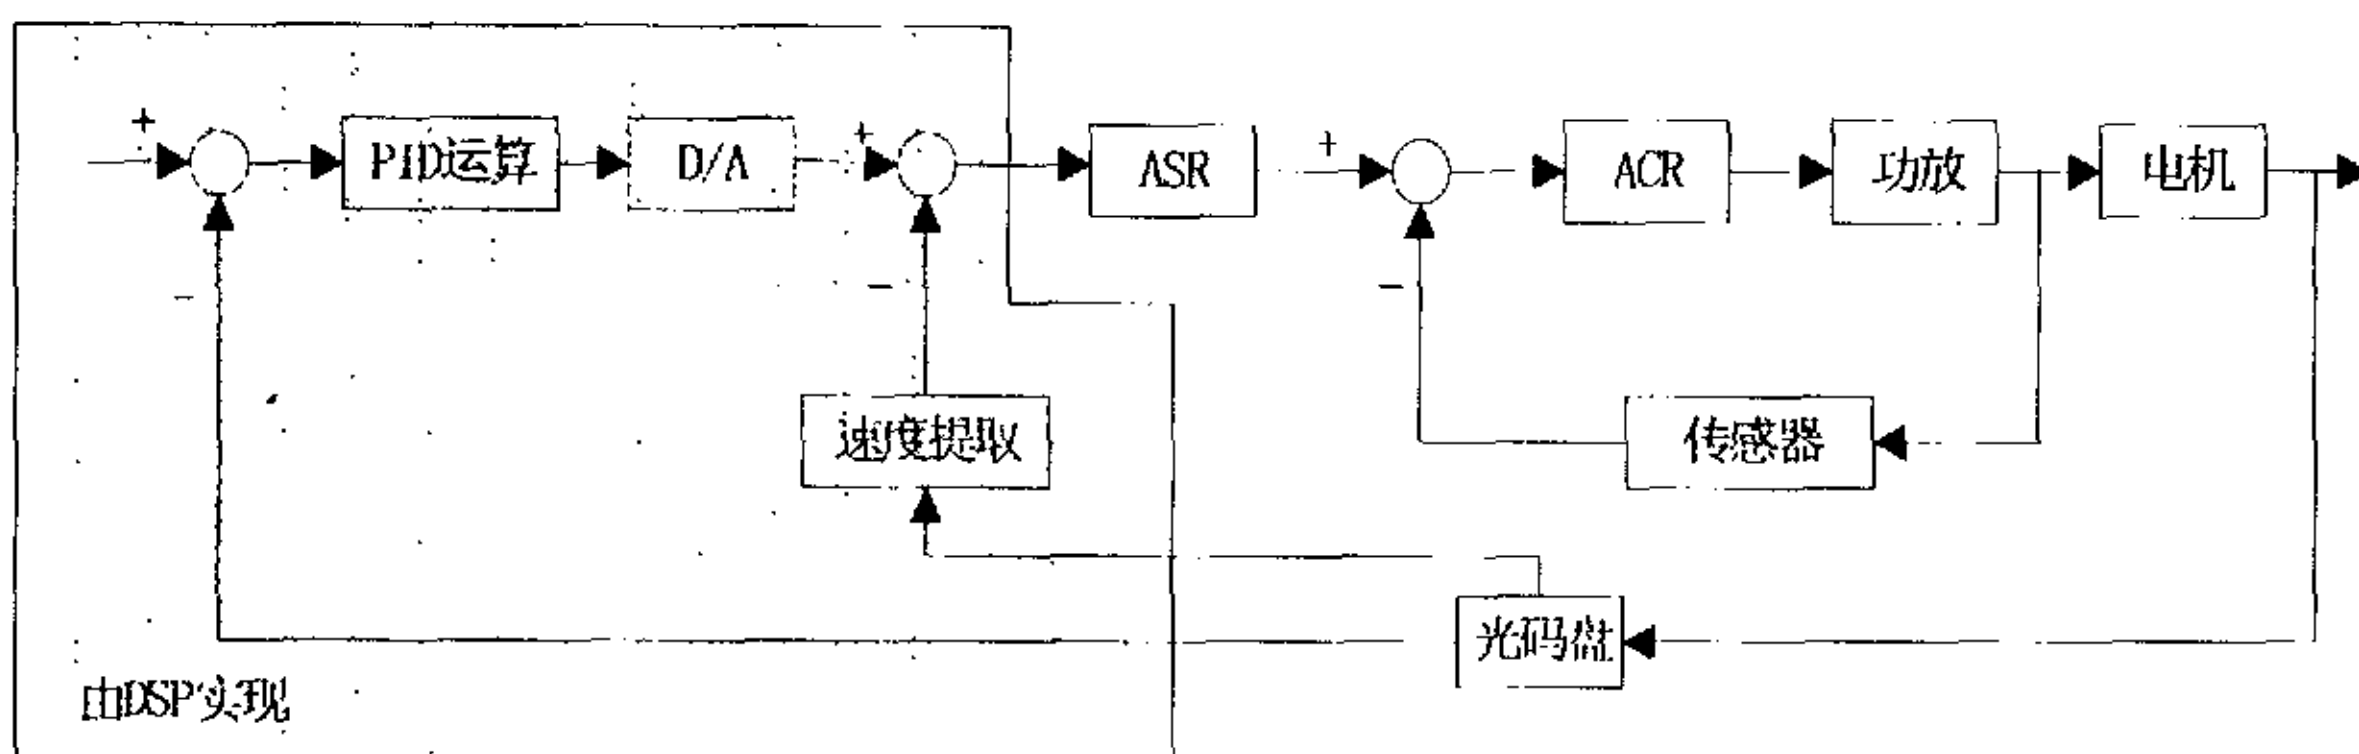 +
PID运算
D/A
+
ASR
+
ACR
功放
电机
−
−
−
速度提取
传感器
光码盘
由DSP实现